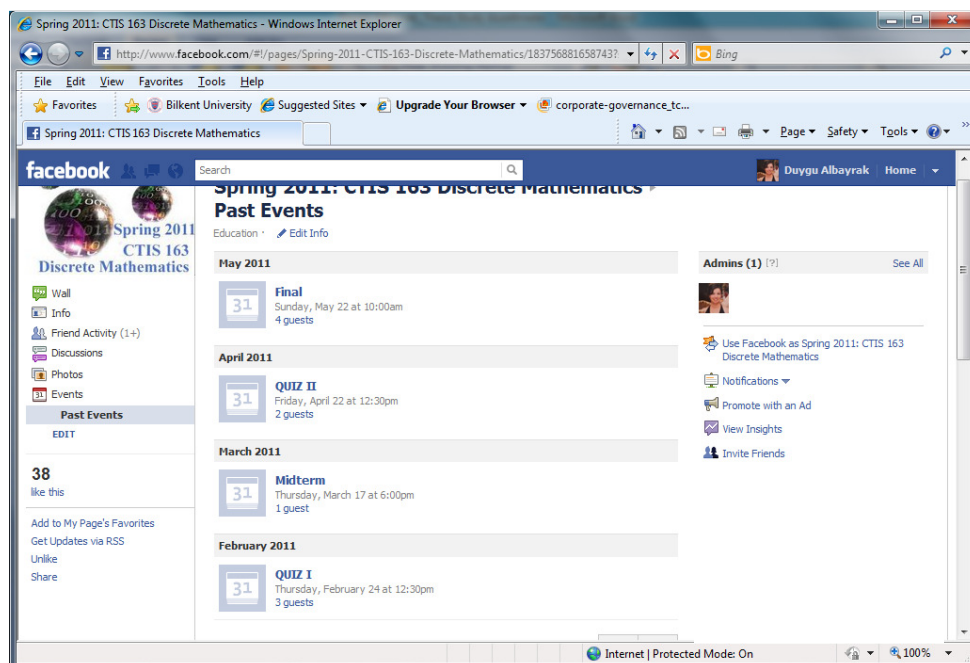 Spring 2011: CTIS 163 Discrete Mathematics - Windows Internet Explorer
http://www.facebook.com/#!/pages/Spring-2011-CTIS-163-Discrete-Mathematics/183756881658743?
Bing
File Edit View Favorites Tools Help
Favorites Bilkent University Suggested Sites Upgrade Your Browser corporate-governance_tc...
Spring 2011: CTIS 163 Discrete Mathematics
Page Safety Tools
facebook Search Duygu Albayrak Home
Spring 2011: CTIS 163 Discrete Mathematics
Past Events
Education · Edit Info
Spring 2011
CTIS 163
Discrete Mathematics
Wall
Info
Friend Activity (1+)
Discussions
Photos
31 Events
Past Events
EDIT
38
like this
Add to My Page's Favorites
Get Updates via RSS
Unlike
Share
May 2011
31
Final
Sunday, May 22 at 10:00am
4 guests
April 2011
31
QUIZ II
Friday, April 22 at 12:30pm
2 guests
March 2011
31
Midterm
Thursday, March 17 at 6:00pm
1 guest
February 2011
31
QUIZ I
Thursday, February 24 at 12:30pm
3 guests
Admins (1) [?] See All
Use Facebook as Spring 2011: CTIS 163
Discrete Mathematics
Notifications
Promote with an Ad
View Insights
Invite Friends
Internet | Protected Mode: On 100%